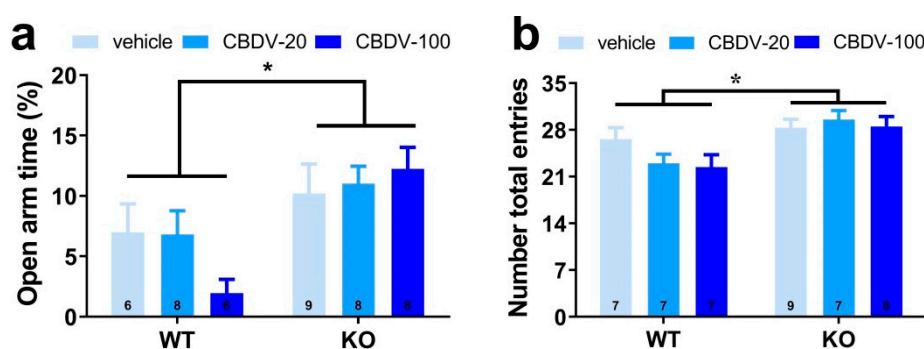 a
vehicle CBDV-20 CBDV-100
Open arm time (%)
20
15
10
5
0
*
6 8 6 9 8 8
WT KO
b
vehicle CBDV-20 CBDV-100
Number total entries
35
28
21
14
7
0
*
7 7 7 9 7 8
WT KO